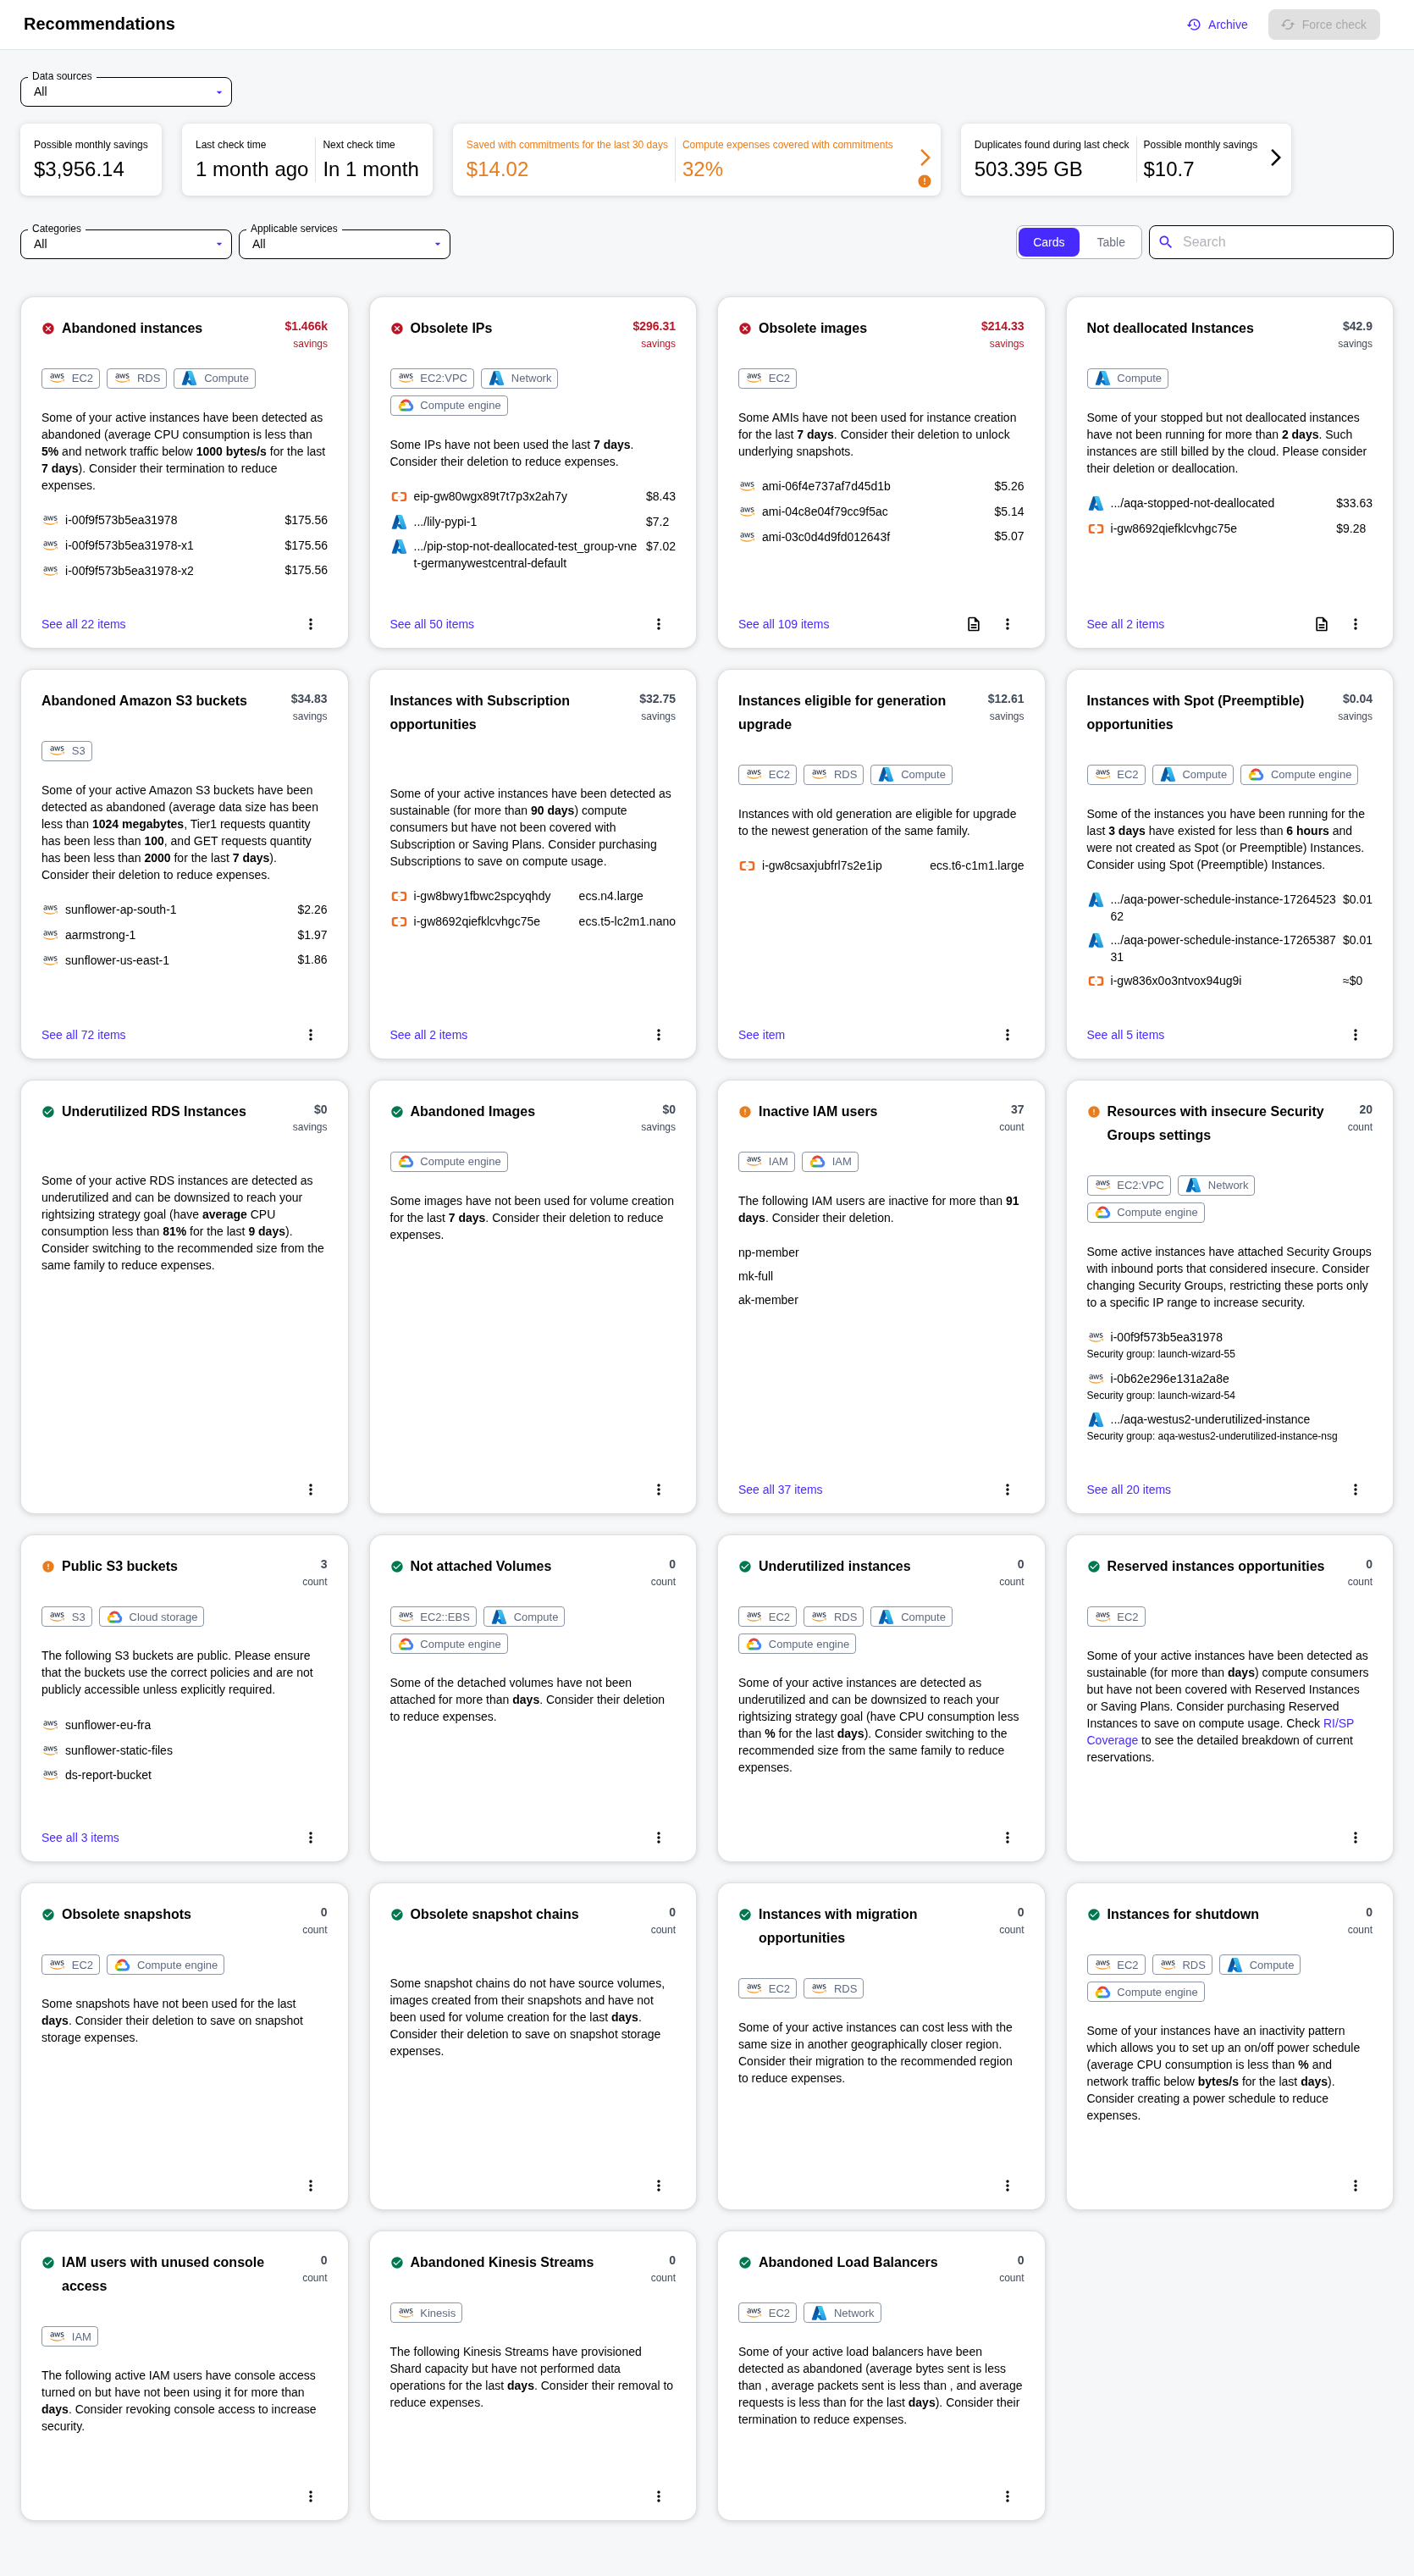 Recommendations
Archive
Force check
Data sources
All
Possible monthly savings
$3,956.14
Last check time
1 month ago
Next check time
In 1 month
Saved with commitments for the last 30 days
$14.02
Compute expenses covered with commitments
32%
Duplicates found during last check
503.395 GB
Possible monthly savings
$10.7
Categories
All
Applicable services
All
Cards
Table
Search
Abandoned instances
$1.466k
savings
aws EC2
aws RDS
Compute
Some of your active instances have been detected as
abandoned (average CPU consumption is less than
5% and network traffic below 1000 bytes/s for the last
7 days). Consider their termination to reduce
expenses.
aws i-00f9f573b5ea31978 $175.56
aws i-00f9f573b5ea31978-x1 $175.56
aws i-00f9f573b5ea31978-x2 $175.56
See all 22 items
Obsolete IPs
$296.31
savings
aws EC2:VPC
Network
Compute engine
Some IPs have not been used the last 7 days.
Consider their deletion to reduce expenses.
eip-gw80wgx89t7t7p3x2ah7y $8.43
.../lily-pypi-1 $7.2
.../pip-stop-not-deallocated-test_group-vne $7.02
t-germanywestcentral-default
See all 50 items
Obsolete images
$214.33
savings
aws EC2
Some AMIs have not been used for instance creation
for the last 7 days. Consider their deletion to unlock
underlying snapshots.
aws ami-06f4e737af7d45d1b $5.26
aws ami-04c8e04f79cc9f5ac $5.14
aws ami-03c0d4d9fd012643f $5.07
See all 109 items
Not deallocated Instances
$42.9
savings
Compute
Some of your stopped but not deallocated instances
have not been running for more than 2 days. Such
instances are still billed by the cloud. Please consider
their deletion or deallocation.
.../aqa-stopped-not-deallocated $33.63
i-gw8692qiefklcvhgc75e $9.28
See all 2 items
Abandoned Amazon S3 buckets
$34.83
savings
aws S3
Some of your active Amazon S3 buckets have been
detected as abandoned (average data size has been
less than 1024 megabytes, Tier1 requests quantity
has been less than 100, and GET requests quantity
has been less than 2000 for the last 7 days).
Consider their deletion to reduce expenses.
aws sunflower-ap-south-1 $2.26
aws aarmstrong-1 $1.97
aws sunflower-us-east-1 $1.86
See all 72 items
Instances with Subscription
opportunities
$32.75
savings
Some of your active instances have been detected as
sustainable (for more than 90 days) compute
consumers but have not been covered with
Subscription or Saving Plans. Consider purchasing
Subscriptions to save on compute usage.
i-gw8bwy1fbwc2spcyqhdy ecs.n4.large
i-gw8692qiefklcvhgc75e ecs.t5-lc2m1.nano
See all 2 items
Instances eligible for generation
upgrade
$12.61
savings
aws EC2
aws RDS
Compute
Instances with old generation are eligible for upgrade
to the newest generation of the same family.
i-gw8csaxjubfrl7s2e1ip ecs.t6-c1m1.large
See item
Instances with Spot (Preemptible)
opportunities
$0.04
savings
aws EC2
Compute
Compute engine
Some of the instances you have been running for the
last 3 days have existed for less than 6 hours and
were not created as Spot (or Preemptible) Instances.
Consider using Spot (Preemptible) Instances.
.../aqa-power-schedule-instance-17264523 $0.01
62
.../aqa-power-schedule-instance-17265387 $0.01
31
i-gw836x0o3ntvox94ug9i ≈$0
See all 5 items
Underutilized RDS Instances
$0
savings
Some of your active RDS instances are detected as
underutilized and can be downsized to reach your
rightsizing strategy goal (have average CPU
consumption less than 81% for the last 9 days).
Consider switching to the recommended size from the
same family to reduce expenses.
Abandoned Images
$0
savings
Compute engine
Some images have not been used for volume creation
for the last 7 days. Consider their deletion to reduce
expenses.
Inactive IAM users
37
count
aws IAM
IAM
The following IAM users are inactive for more than 91
days. Consider their deletion.
np-member
mk-full
ak-member
See all 37 items
Resources with insecure Security
Groups settings
20
count
aws EC2:VPC
Network
Compute engine
Some active instances have attached Security Groups
with inbound ports that considered insecure. Consider
changing Security Groups, restricting these ports only
to a specific IP range to increase security.
aws i-00f9f573b5ea31978
Security group: launch-wizard-55
aws i-0b62e296e131a2a8e
Security group: launch-wizard-54
.../aqa-westus2-underutilized-instance
Security group: aqa-westus2-underutilized-instance-nsg
See all 20 items
Public S3 buckets
3
count
aws S3
Cloud storage
The following S3 buckets are public. Please ensure
that the buckets use the correct policies and are not
publicly accessible unless explicitly required.
aws sunflower-eu-fra
aws sunflower-static-files
aws ds-report-bucket
See all 3 items
Not attached Volumes
0
count
aws EC2::EBS
Compute
Compute engine
Some of the detached volumes have not been
attached for more than days. Consider their deletion
to reduce expenses.
Underutilized instances
0
count
aws EC2
aws RDS
Compute
Compute engine
Some of your active instances are detected as
underutilized and can be downsized to reach your
rightsizing strategy goal (have CPU consumption less
than % for the last days). Consider switching to the
recommended size from the same family to reduce
expenses.
Reserved instances opportunities
0
count
aws EC2
Some of your active instances have been detected as
sustainable (for more than days) compute consumers
but have not been covered with Reserved Instances
or Saving Plans. Consider purchasing Reserved
Instances to save on compute usage. Check RI/SP
Coverage to see the detailed breakdown of current
reservations.
Obsolete snapshots
0
count
aws EC2
Compute engine
Some snapshots have not been used for the last
days. Consider their deletion to save on snapshot
storage expenses.
Obsolete snapshot chains
0
count
Some snapshot chains do not have source volumes,
images created from their snapshots and have not
been used for volume creation for the last days.
Consider their deletion to save on snapshot storage
expenses.
Instances with migration
opportunities
0
count
aws EC2
aws RDS
Some of your active instances can cost less with the
same size in another geographically closer region.
Consider their migration to the recommended region
to reduce expenses.
Instances for shutdown
0
count
aws EC2
aws RDS
Compute
Compute engine
Some of your instances have an inactivity pattern
which allows you to set up an on/off power schedule
(average CPU consumption is less than % and
network traffic below bytes/s for the last days).
Consider creating a power schedule to reduce
expenses.
IAM users with unused console
access
0
count
aws IAM
The following active IAM users have console access
turned on but have not been using it for more than
days. Consider revoking console access to increase
security.
Abandoned Kinesis Streams
0
count
aws Kinesis
The following Kinesis Streams have provisioned
Shard capacity but have not performed data
operations for the last days. Consider their removal to
reduce expenses.
Abandoned Load Balancers
0
count
aws EC2
Network
Some of your active load balancers have been
detected as abandoned (average bytes sent is less
than , average packets sent is less than , and average
requests is less than for the last days). Consider their
termination to reduce expenses.